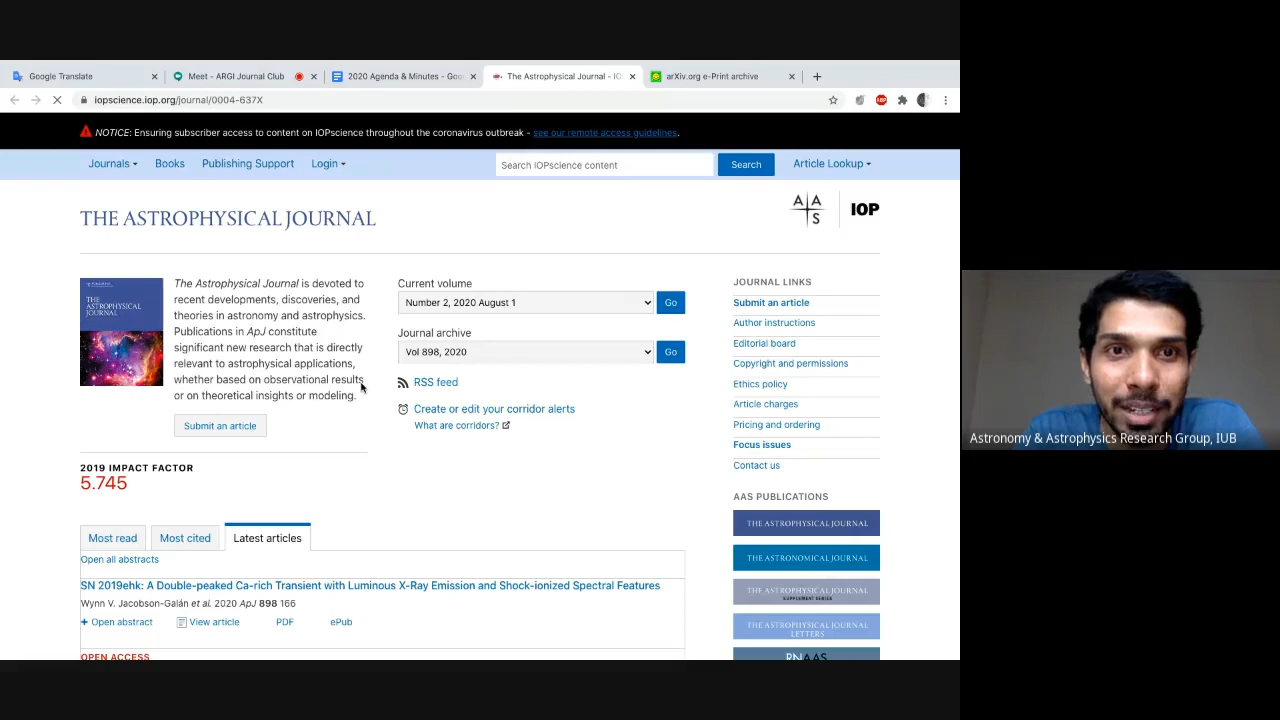 Google Translate
Meet - ARGI Journal Club
2020 Agenda & Minutes - Goo
The Astrophysical Journal - IO
arXiv.org e-Print archive
iopscience.iop.org/journal/0004-637X
ABP
NOTICE: Ensuring subscriber access to content on IOPscience throughout the coronavirus outbreak - see our remote access guidelines.
Journals
Books
Publishing Support
Login
Search IOPscience content
Search
Article Lookup
THE ASTROPHYSICAL JOURNAL
A A
S
IOP
THE
ASTROPHYSICAL
JOURNAL
The Astrophysical Journal is devoted to
recent developments, discoveries, and
theories in astronomy and astrophysics.
Publications in ApJ constitute
significant new research that is directly
relevant to astrophysical applications,
whether based on observational results
or on theoretical insights or modeling.
Submit an article
2019 IMPACT FACTOR
5.745
Current volume
Number 2, 2020 August 1
Go
Journal archive
Vol 898, 2020
Go
RSS feed
Create or edit your corridor alerts
What are corridors?
JOURNAL LINKS
Submit an article
Author instructions
Editorial board
Copyright and permissions
Ethics policy
Article charges
Pricing and ordering
Focus issues
Contact us
AAS PUBLICATIONS
THE ASTROPHYSICAL JOURNAL
THE ASTRONOMICAL JOURNAL
THE ASTROPHYSICAL JOURNAL
SUPPLEMENT SERIES
THE ASTROPHYSICAL JOURNAL
LETTERS
RNAAS
Most read
Most cited
Latest articles
Open all abstracts
SN 2019ehk: A Double-peaked Ca-rich Transient with Luminous X-Ray Emission and Shock-ionized Spectral Features
Wynn V. Jacobson-Galán et al. 2020 ApJ 898 166
+ Open abstract
View article
PDF
ePub
OPEN ACCESS
Astronomy & Astrophysics Research Group, IUB